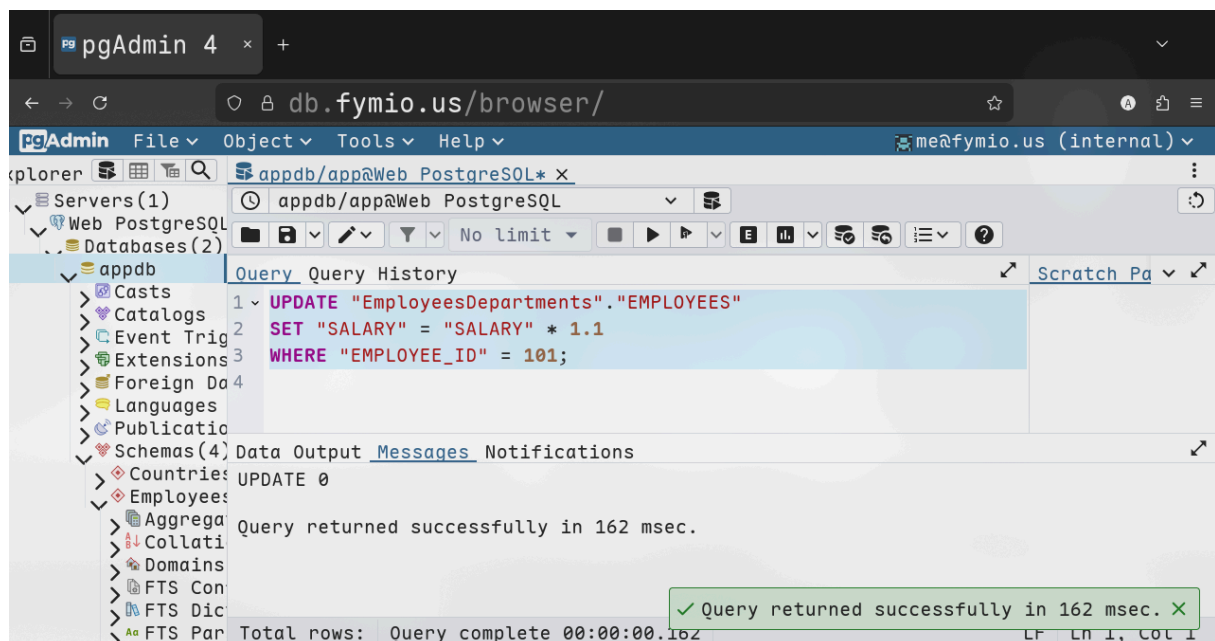 pgAdmin 4
db.fymio.us/browser/
pgAdmin File Object Tools Help me@fymio.us (internal)
plorer appdb/app@Web PostgreSQL*
Servers(1) appdb/app@Web PostgreSQL
Web PostgreSQL
No limit
Databases(2)
appdb
Query Query History Scratch Pa
Casts
1 UPDATE "EmployeesDepartments"."EMPLOYEES"
Catalogs
2 SET "SALARY" = "SALARY" * 1.1
Event Trig
3 WHERE "EMPLOYEE_ID" = 101;
Extensions
4
Foreign Da
Languages
Publicatio
Schemas(4)
Data Output Messages Notifications
Countries
UPDATE 0
Employees
Aggrega
Query returned successfully in 162 msec.
Collati
Domains
FTS Con
FTS Dic
Query returned successfully in 162 msec.
FTS Par
Total rows: Query complete 00:00:00.162 LF Ln 1, Col 1